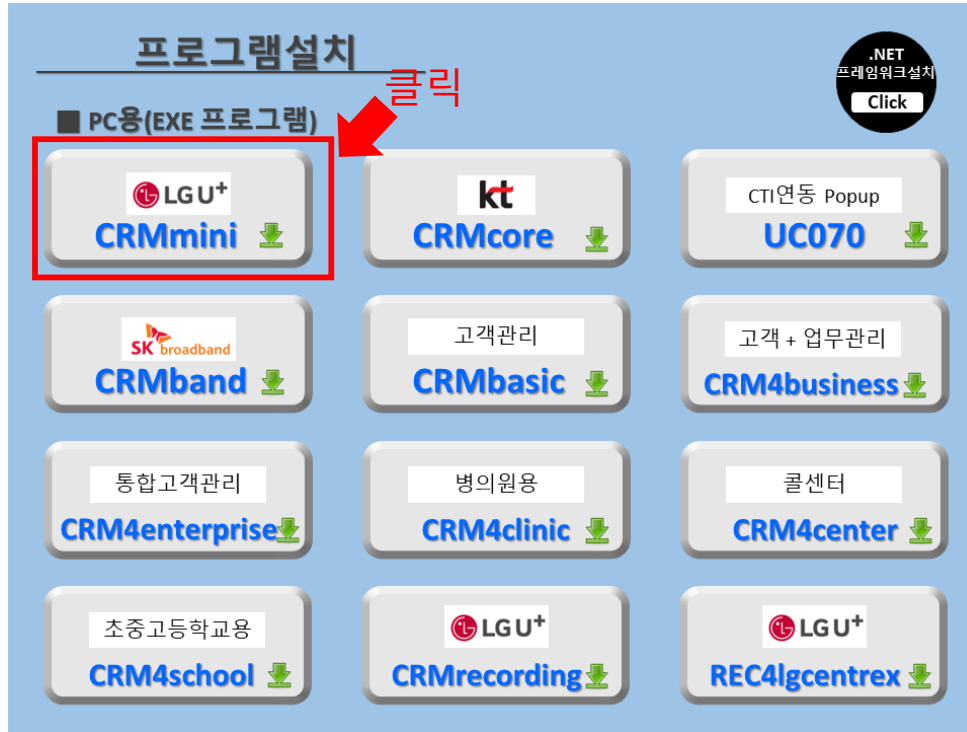 프로그램설치
클릭
.NET
프레임워크설치
Click
■ PC용(EXE 프로그램)
LG U+
CRMmini
kt
CRMcore
CTI연동 Popup
UC070
SK broadband
CRMband
고객관리
CRMbasic
고객 + 업무관리
CRM4business
통합고객관리
CRM4enterprise
병의원용
CRM4clinic
콜센터
CRM4center
초중고등학교용
CRM4school
LG U+
CRMrecording
LG U+
REC4lgcentrex